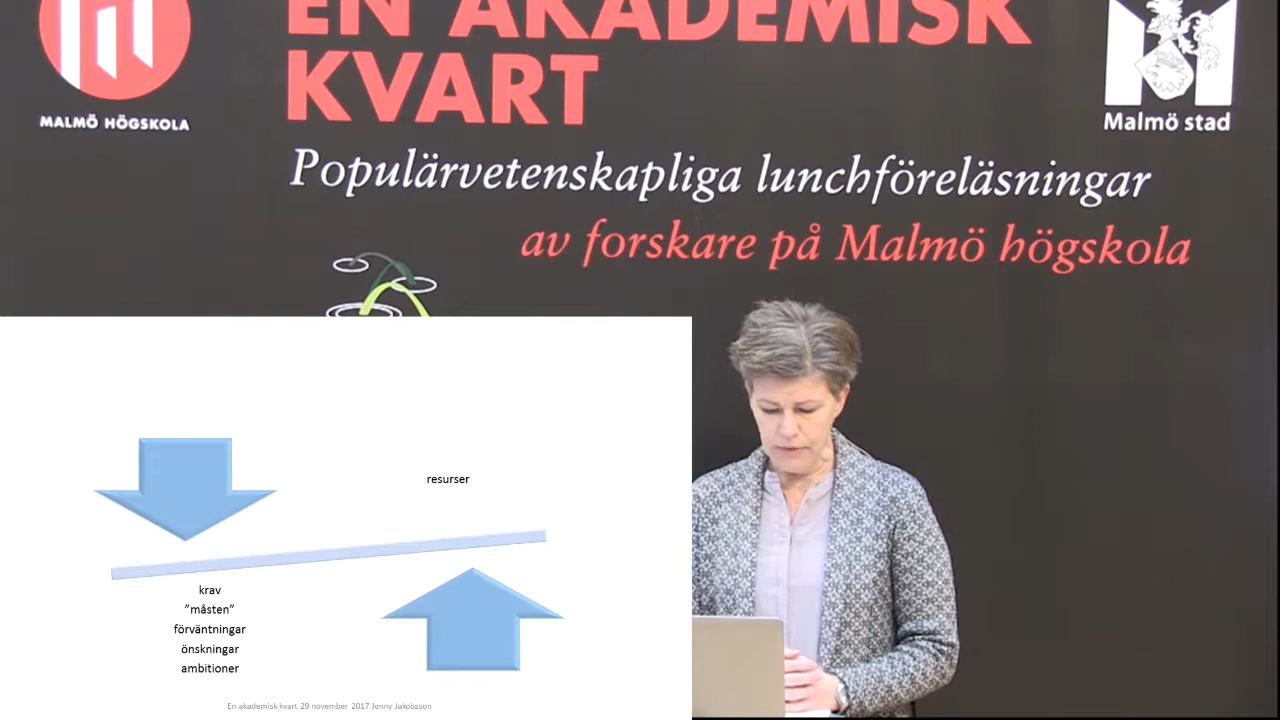 EN AKADEMISK
KVART
MALMÖ HÖGSKOLA
Malmö stad
Populärvetenskapliga lunchföreläsningar
av forskare på Malmö högskola
resurser
krav
”måsten”
förväntningar
önskningar
ambitioner
En akademisk kvart 29 november 2017 Jenny Jakobsson